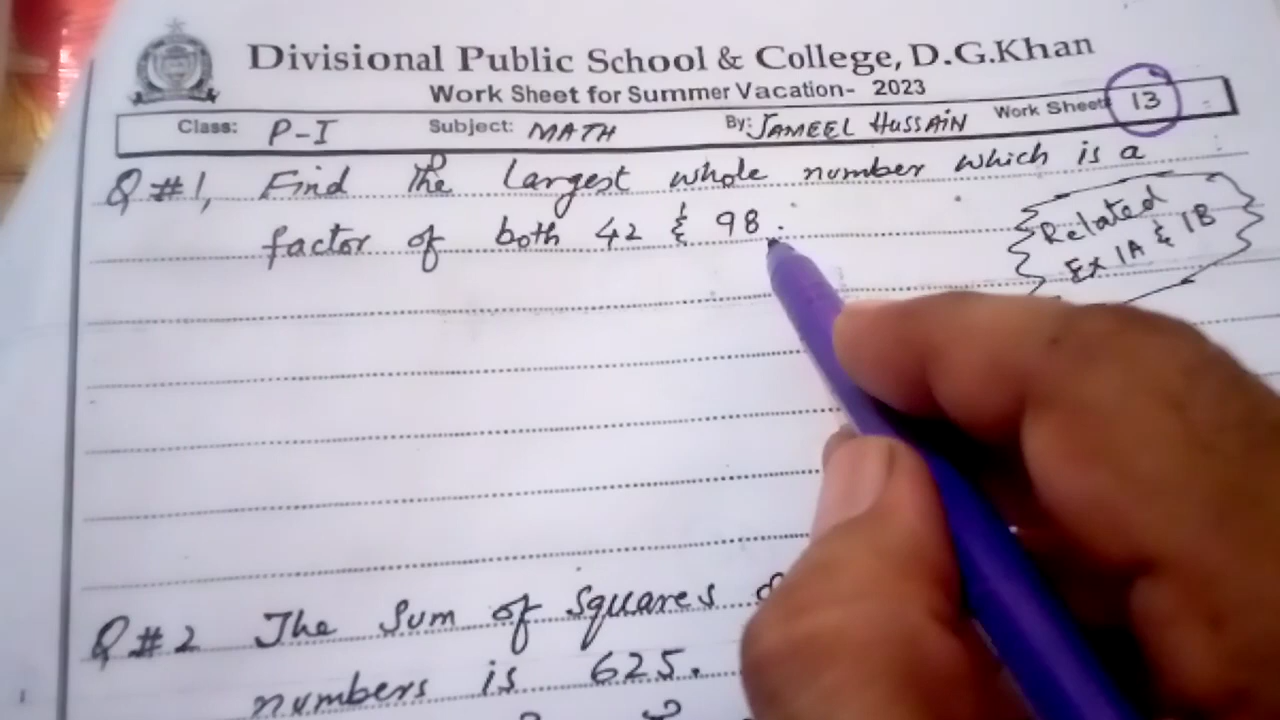 Divisional Public School & College, D.G.Khan
Work Sheet for Summer Vacation- 2023
Class: P-I Subject: MATH By: JAMEEL HUSSAIN Work Sheet# 13
Q #1, Find the largest whole number which is a
factor of both 42 & 98.
Related
Ex 1A & 1B
Q #2 The Sum of Squares
numbers is 625.